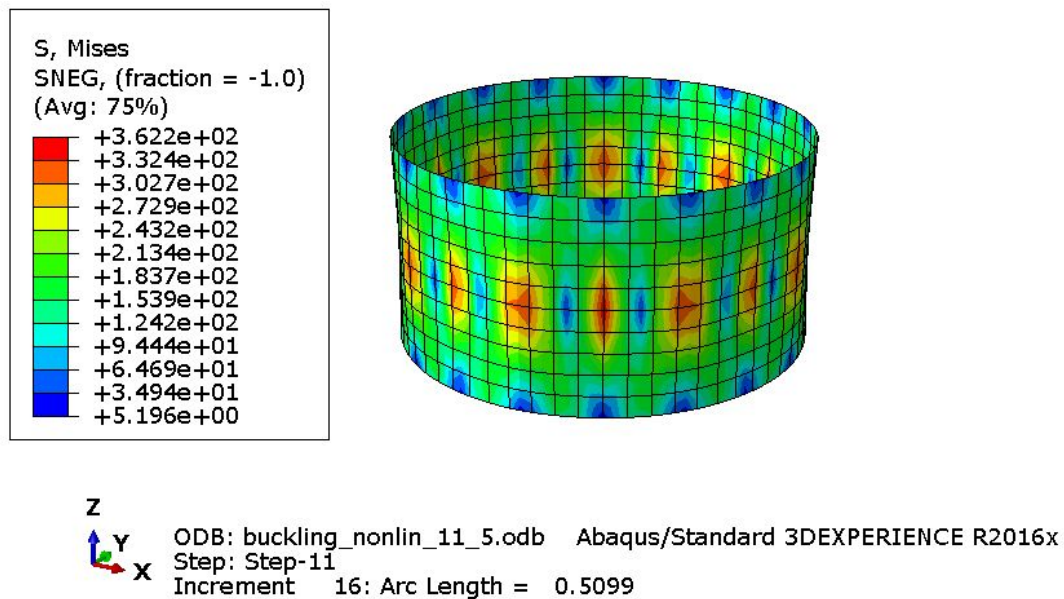 S, Mises
SNEG, (fraction = -1.0)
(Avg: 75%)
+3.622e+02
+3.324e+02
+3.027e+02
+2.729e+02
+2.432e+02
+2.134e+02
+1.837e+02
+1.539e+02
+1.242e+02
+9.444e+01
+6.469e+01
+3.494e+01
+5.196e+00
Z
Y
X
ODB: buckling_nonlin_11_5.odb Abaqus/Standard 3DEXPERIENCE R2016x
Step: Step-11
Increment 16: Arc Length = 0.5099